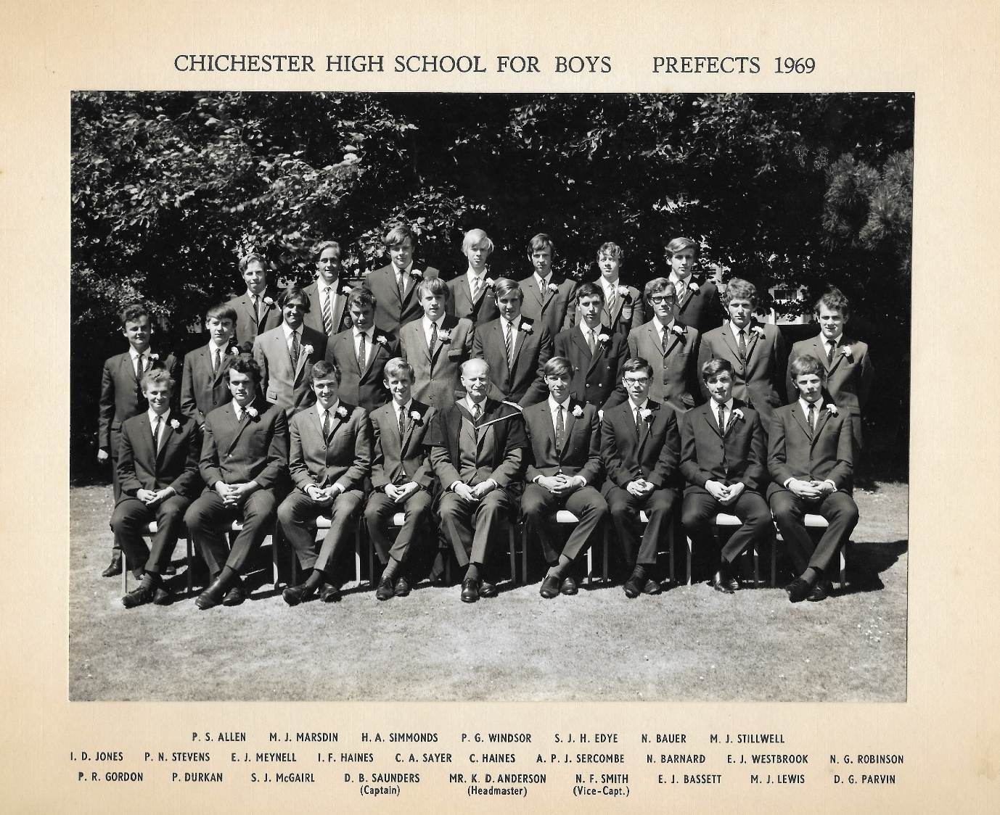 CHICHESTER HIGH SCHOOL FOR BOYS PREFECTS 1969
P. S. ALLEN M. J. MARSDIN H. A. SIMMONDS P. G. WINDSOR S. J. H. EDYE N. BAUER M. J. STILLWELL
I. D. JONES P. N. STEVENS E. J. MEYNELL I. F. HAINES C. A. SAYER C. HAINES A. P. J. SERCOMBE N. BARNARD E. J. WESTBROOK N. G. ROBINSON
P. R. GORDON P. DURKAN S. J. McGAIRL D. B. SAUNDERS MR. K. D. ANDERSON N. F. SMITH E. J. BASSETT M. J. LEWIS D. G. PARVIN
(Captain) (Headmaster) (Vice-Capt.)